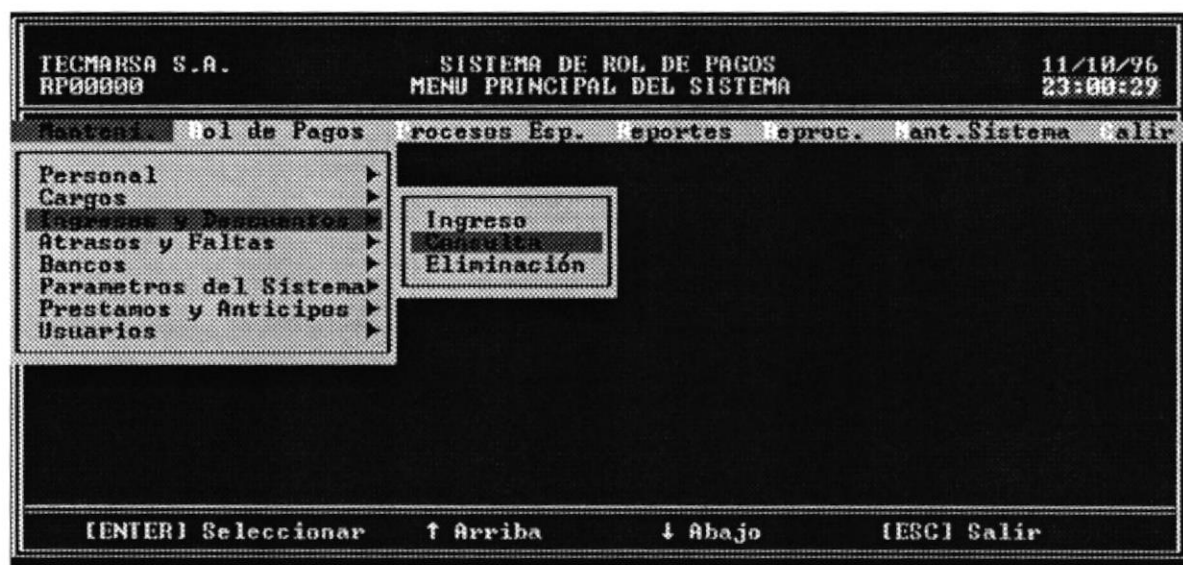 TECMARSA S.A. SISTEMA DE ROL DE PAGOS 11/10/96
RP00000 MENU PRINCIPAL DEL SISTEMA 23:00:29
Manteni. Rol de Pagos Procesos Esp. Reportes Reproc. Mant.Sistema Salir
Personal
Cargos
Ingresos y Descuentos
Atrasos y Faltas
Bancos
Parametros del Sistema
Prestamos y Anticipos
Usuarios
Ingreso
Consulta
Eliminación
[ENTER] Seleccionar ↑ Arriba ↓ Abajo [ESC] Salir